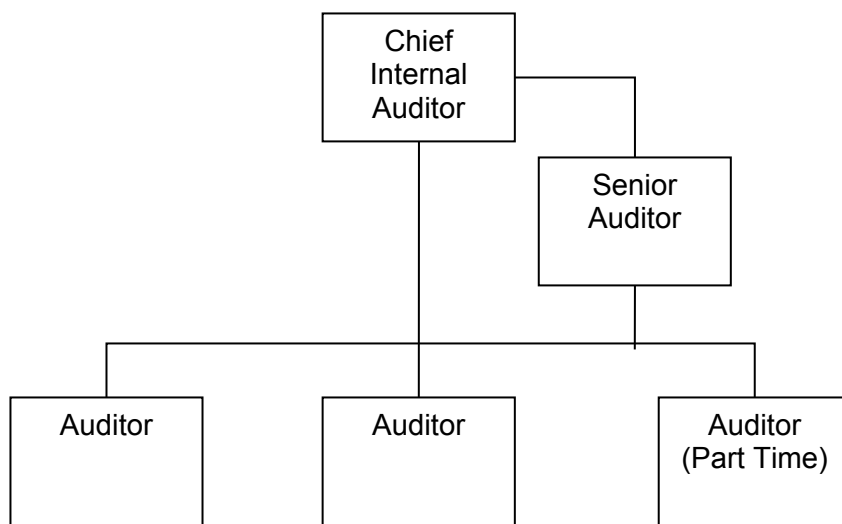 Chief
Internal
Auditor
Senior
Auditor
Auditor
Auditor
Auditor
(Part Time)